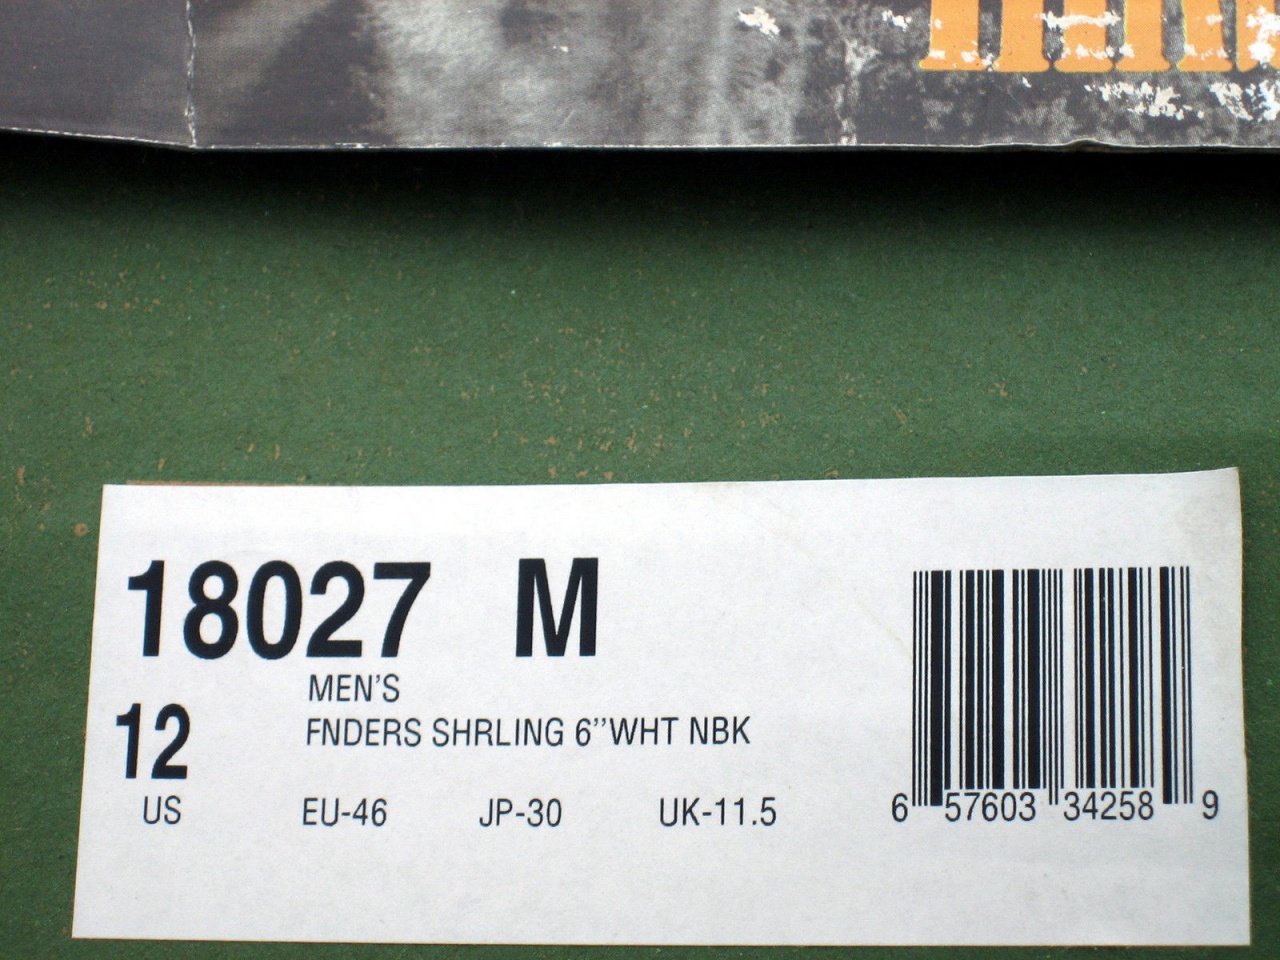 18027 M
MEN'S
FNDERS SHRLING 6''WHT NBK
12
US EU-46 JP-30 UK-11.5
6 57603 34258 9